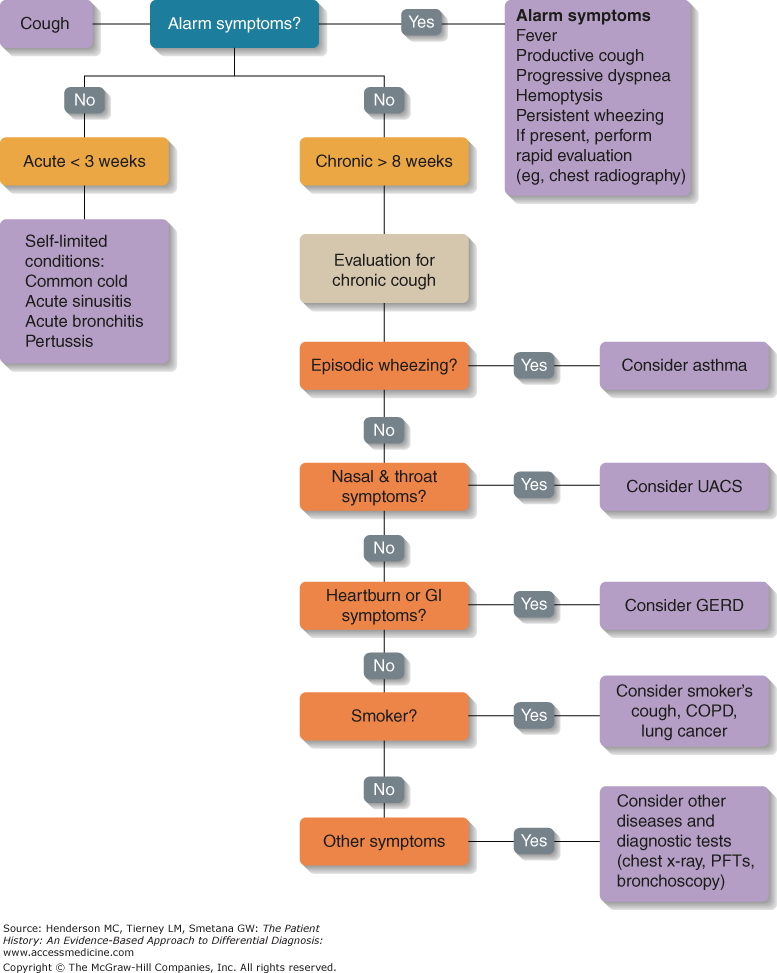 Cough
Alarm symptoms?
Yes
Alarm symptoms
Fever
Productive cough
Progressive dyspnea
Hemoptysis
Persistent wheezing
If present, perform
rapid evaluation
(eg, chest radiography)
No
No
Acute < 3 weeks
Chronic > 8 weeks
Self-limited
conditions:
Common cold
Acute sinusitis
Acute bronchitis
Pertussis
Evaluation for
chronic cough
Episodic wheezing?
Yes
Consider asthma
No
Nasal & throat
symptoms?
Yes
Consider UACS
No
Heartburn or GI
symptoms?
Yes
Consider GERD
No
Smoker?
Yes
Consider smoker's
cough, COPD,
lung cancer
No
Other symptoms
Yes
Consider other
diseases and
diagnostic tests
(chest x-ray, PFTs,
bronchoscopy)
Source: Henderson MC, Tierney LM, Smetana GW: The Patient
History: An Evidence-Based Approach to Differential Diagnosis:
www.accessmedicine.com
Copyright © The McGraw-Hill Companies, Inc. All rights reserved.